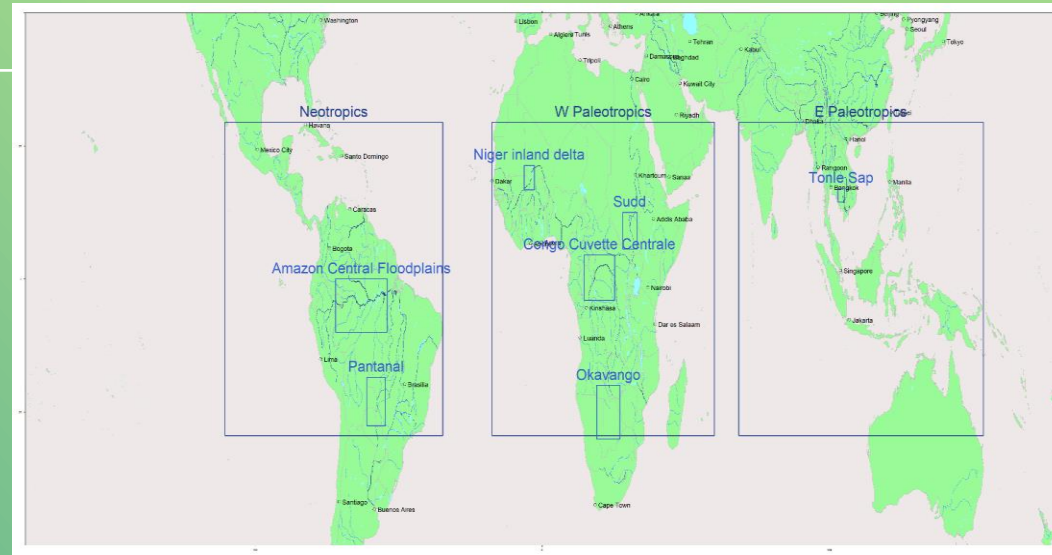 Washington
Lisbon
Algiers Tunis
Athens
Ankara
Tripoli
Damascus
Baghdad
Tehran
Kabul
Beijing
Pyongyang
Seoul
Tokyo
Cairo
Kuwait City
Neotropics
W Paleotropics
E Paleotropics
Riyadh
Dhaka
Havana
Hanoi
Mexico City
Santo Domingo
Niger inland delta
Dakar
Khartoum
Sanaa
Rangoon
Tonle Sap
Bangkok
Manila
Caracas
Sudd
Addis Ababa
Bogota
Congo Cuvette Centrale
Amazon Central Floodplains
Singapore
Nairobi
Kinshasa
Dar es Salaam
Jakarta
Luanda
Lima
Pantanal
Okavango
Brasilia
Santiago
Buenos Aires
Cape Town